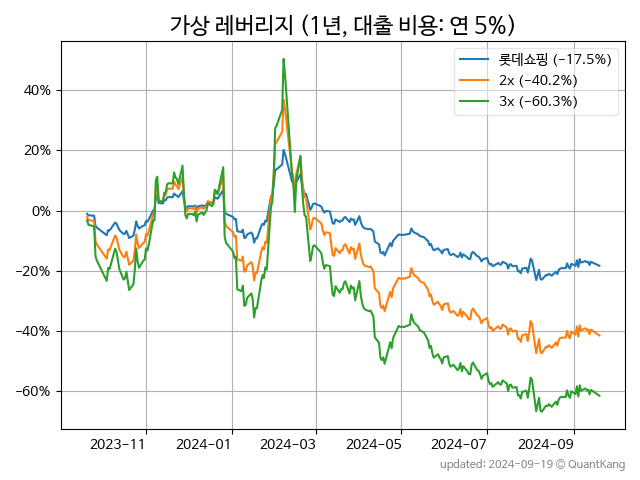 가상 레버리지 (1년, 대출 비용: 연 5%)
롯데쇼핑 (−17.5%)
2x (−40.2%)
3x (−60.3%)
40%
20%
0%
−20%
−40%
−60%
2023-11
2024-01
2024-03
2024-05
2024-07
2024-09
updated: 2024-09-19 @ QuantKang